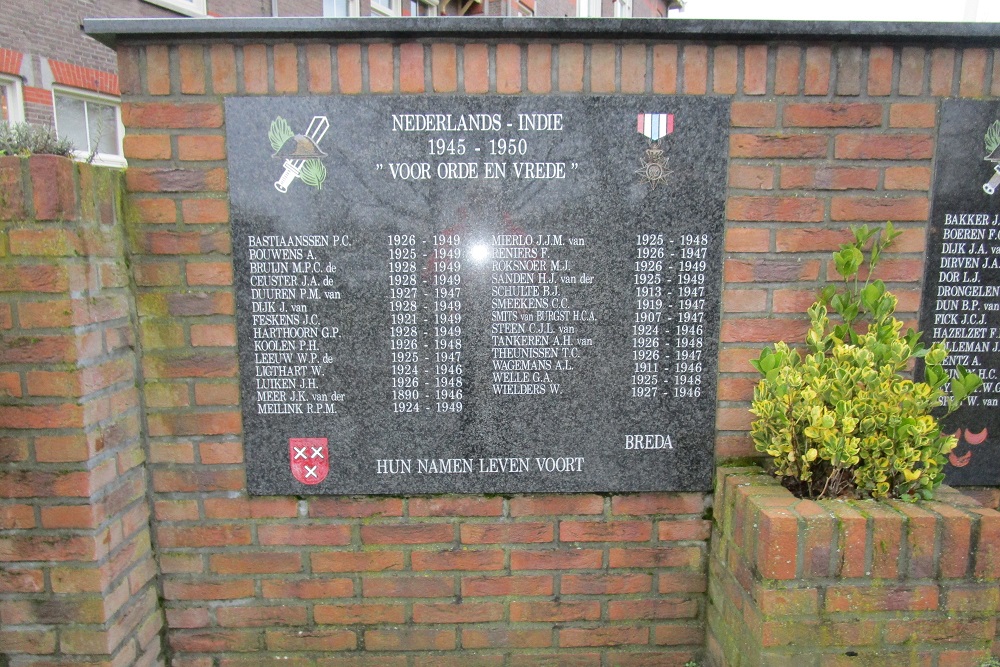 NEDERLANDS - INDIE
1945 - 1950
" VOOR ORDE EN VREDE "
BASTIAANSSEN P.C. 1926 - 1949
BOUWENS A. 1925 - 1949
BRUIJN M.P.C. de 1928 - 1949
CEUSTER J.A. de 1928 - 1949
DUUREN P.M. van 1927 - 1947
DIJK J. van 1928 - 1949
FESKENS J.C. 1921 - 1949
HARTHOORN G.P. 1928 - 1949
KOOLEN P.H. 1926 - 1948
LEEUW W.P. de 1925 - 1947
LIGTHART W. 1924 - 1946
LUIKEN J.H. 1926 - 1948
MEER J.K. van der 1890 - 1946
MEILINK R.P.M. 1924 - 1949
MIERLO J.J.M. van 1925 - 1948
RENIERS F. 1926 - 1947
ROKSNOER M.J. 1926 - 1949
SANDEN H.J. van der 1925 - 1949
SCHULTE B.J. 1913 - 1947
SMEEKENS C.C. 1919 - 1947
SMITS van BURGST H.C.A. 1907 - 1947
STEEN C.J.L. van 1924 - 1946
TANKEREN A.H. van 1926 - 1948
THEUNISSEN T.C. 1926 - 1947
WAGEMANS A.L. 1911 - 1946
WELLE G.A. 1925 - 1948
WIELDERS W. 1927 - 1946
BREDA
HUN NAMEN LEVEN VOORT
BAKKER J.
BOEREN F.
DIJK J.A.
DIRVEN J.A.
DOR L.J.
DRONGELEN
DUN B.P. van
FICK J.C.J.
HAZELZET F.